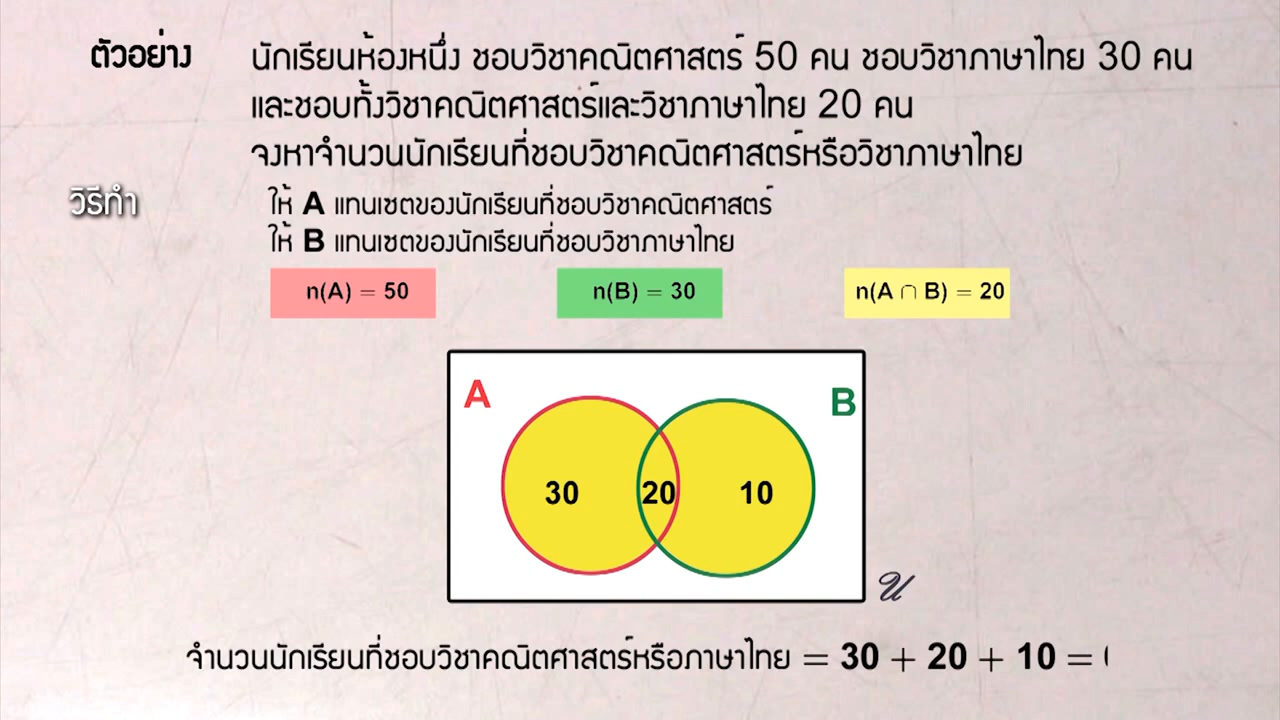 ตัวอย่าง นักเรียนห้องหนึ่ง ชอบวิชาคณิตศาสตร์ 50 คน ชอบวิชาภาษาไทย 30 คน
และชอบทั้งวิชาคณิตศาสตร์และวิชาภาษาไทย 20 คน
จงหาจำนวนนักเรียนที่ชอบวิชาคณิตศาสตร์หรือวิชาภาษาไทย
วิธีทำ ให้ A แทนเซตของนักเรียนที่ชอบวิชาคณิตศาสตร์
ให้ B แทนเซตของนักเรียนที่ชอบวิชาภาษาไทย
n(A) = 50 n(B) = 30 n(A ∩ B) = 20
A B
30 20 10
𝒰
จำนวนนักเรียนที่ชอบวิชาคณิตศาสตร์หรือภาษาไทย = 30 + 20 + 10 =